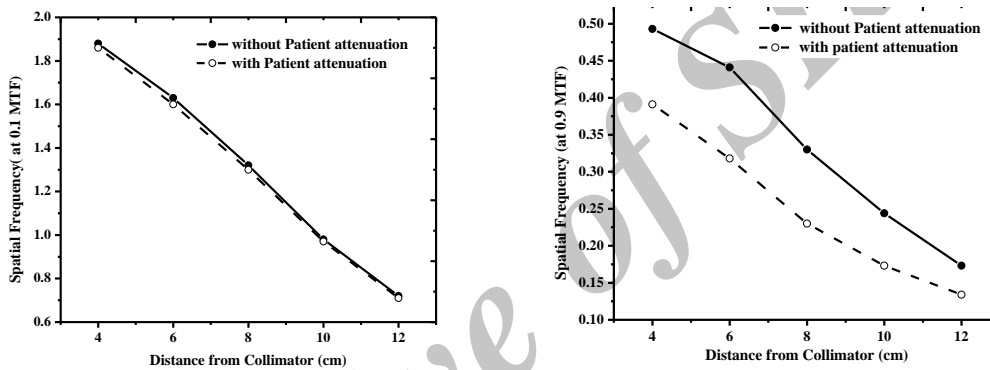 2.0
1.8
1.6
1.4
1.2
1.0
0.8
0.6
Spatial Frequency( at 0.1 MTF)
without Patient attenuation
with Patient attenuation
4 6 8 10 12
Distance from Collimator (cm)
0.50
0.45
0.40
0.35
0.30
0.25
0.20
0.15
0.10
Spatial Frequency (at 0.9 MTF)
without Patient attenuation
with patient attenuation
4 6 8 10 12
Distance from Collimator (cm)
of